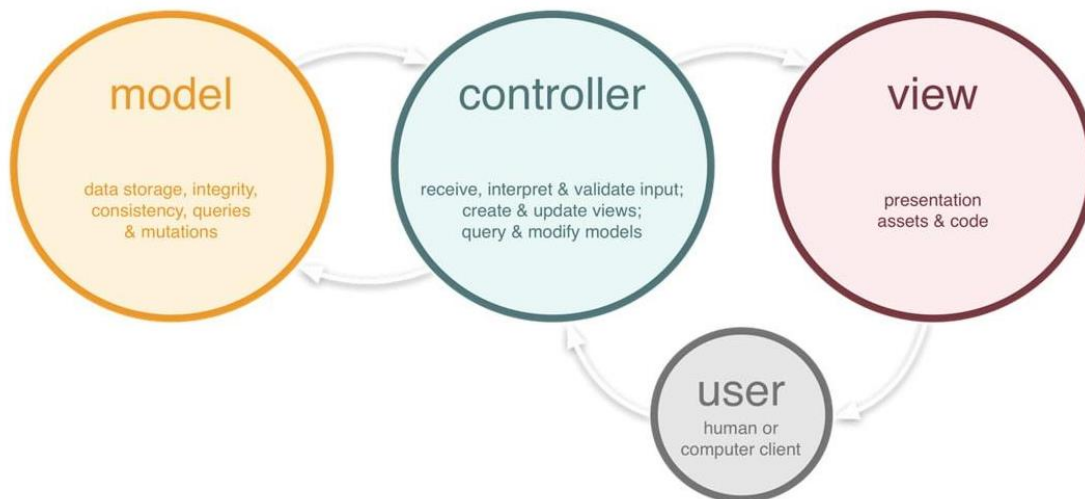 model
data storage, integrity,
consistency, queries
& mutations
controller
receive, interpret & validate input;
create & update views;
query & modify models
view
presentation
assets & code
user
human or
computer client